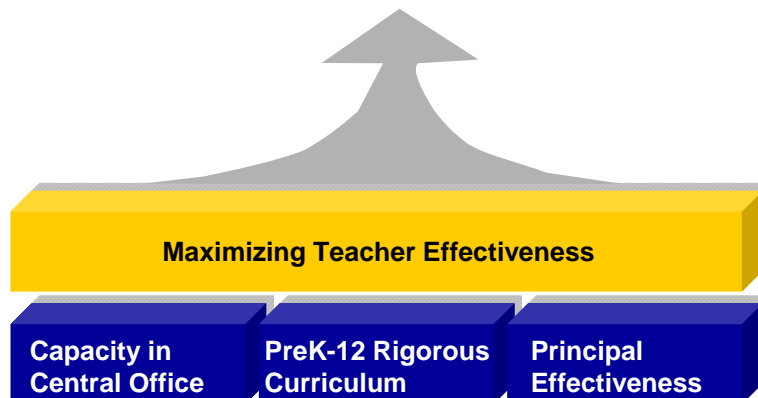 Maximizing Teacher Effectiveness
Capacity in
Central Office
PreK-12 Rigorous
Curriculum
Principal
Effectiveness